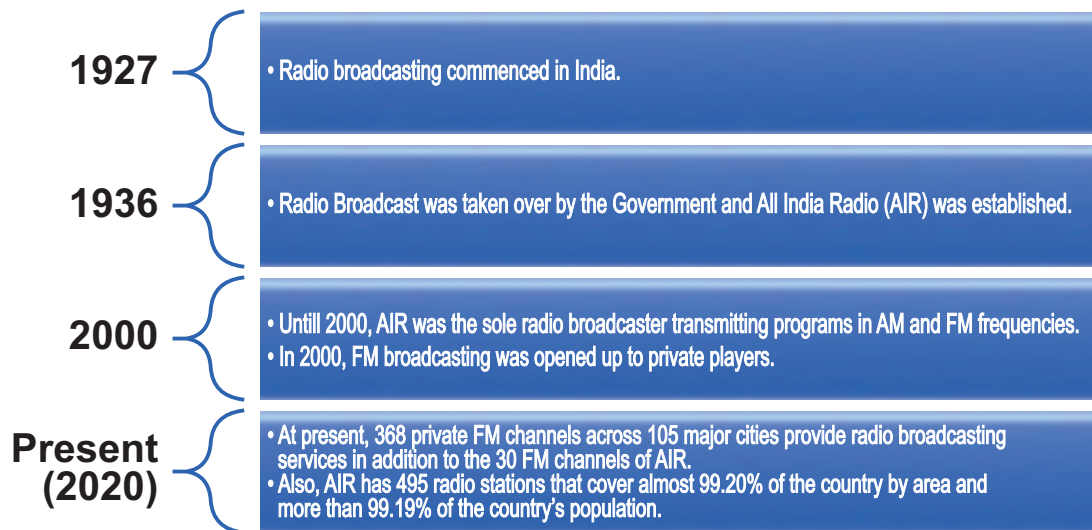 1927
• Radio broadcasting commenced in India.
1936
• Radio Broadcast was taken over by the Government and All India Radio (AIR) was established.
2000
• Untill 2000, AIR was the sole radio broadcaster transmitting programs in AM and FM frequencies.
• In 2000, FM broadcasting was opened up to private players.
Present
(2020)
• At present, 368 private FM channels across 105 major cities provide radio broadcasting
services in addition to the 30 FM channels of AIR.
• Also, AIR has 495 radio stations that cover almost 99.20% of the country by area and
more than 99.19% of the country's population.